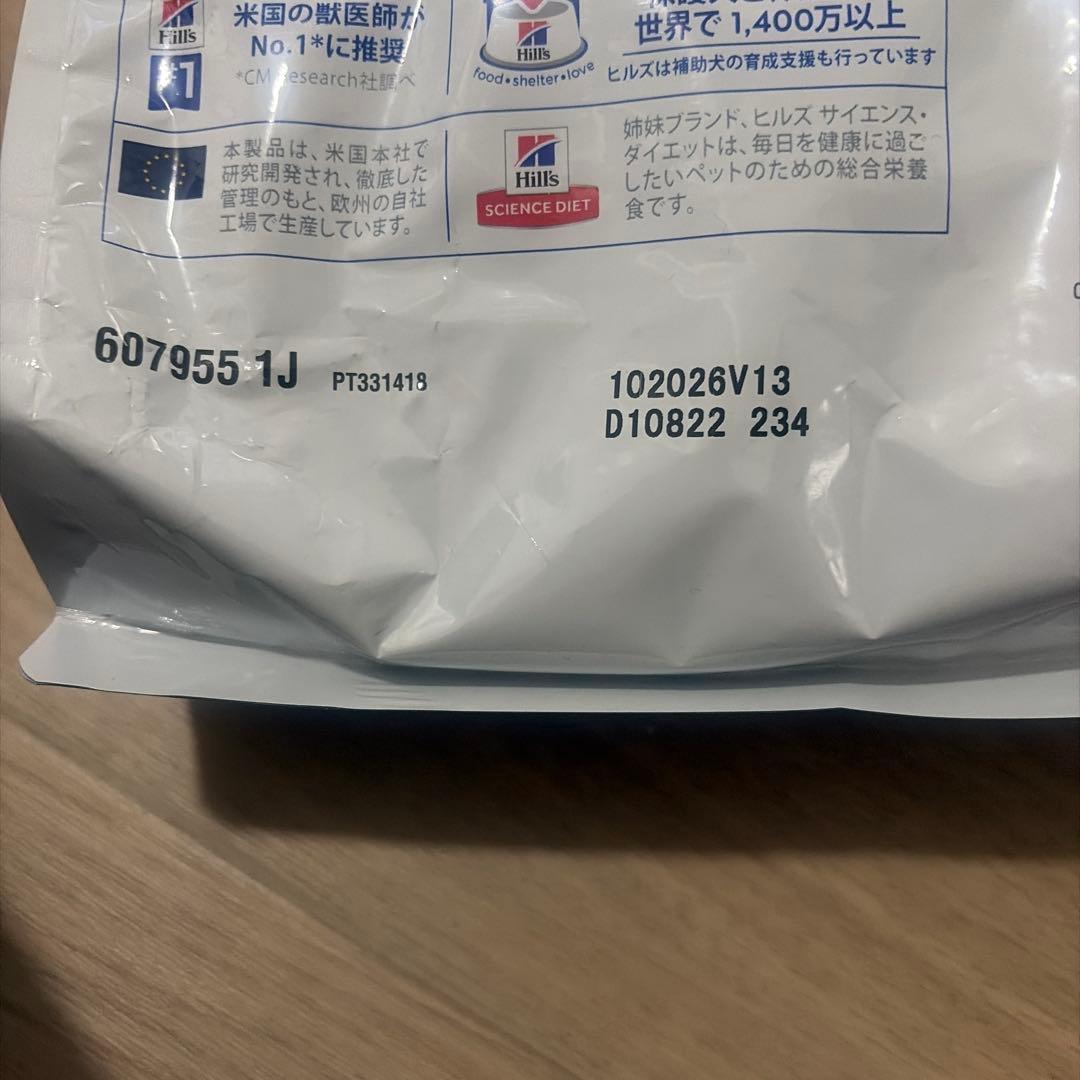 Hill's
米国の獣医師が
No.1*に推奨
#1
*CM Research社調べ
Hill's
food•shelter•love
世界で1,400万以上
ヒルズは補助犬の育成支援も行っています
本製品は、米国本社で
研究開発され、徹底した
管理のもと、欧州の自社
工場で生産しています。
Hill's
SCIENCE DIET
姉妹ブランド、ヒルズ サイエンス・
ダイエットは、毎日を健康に過ご
したいペットのための総合栄養
食です。
607955 1J
PT331418
102026V13
D10822 234